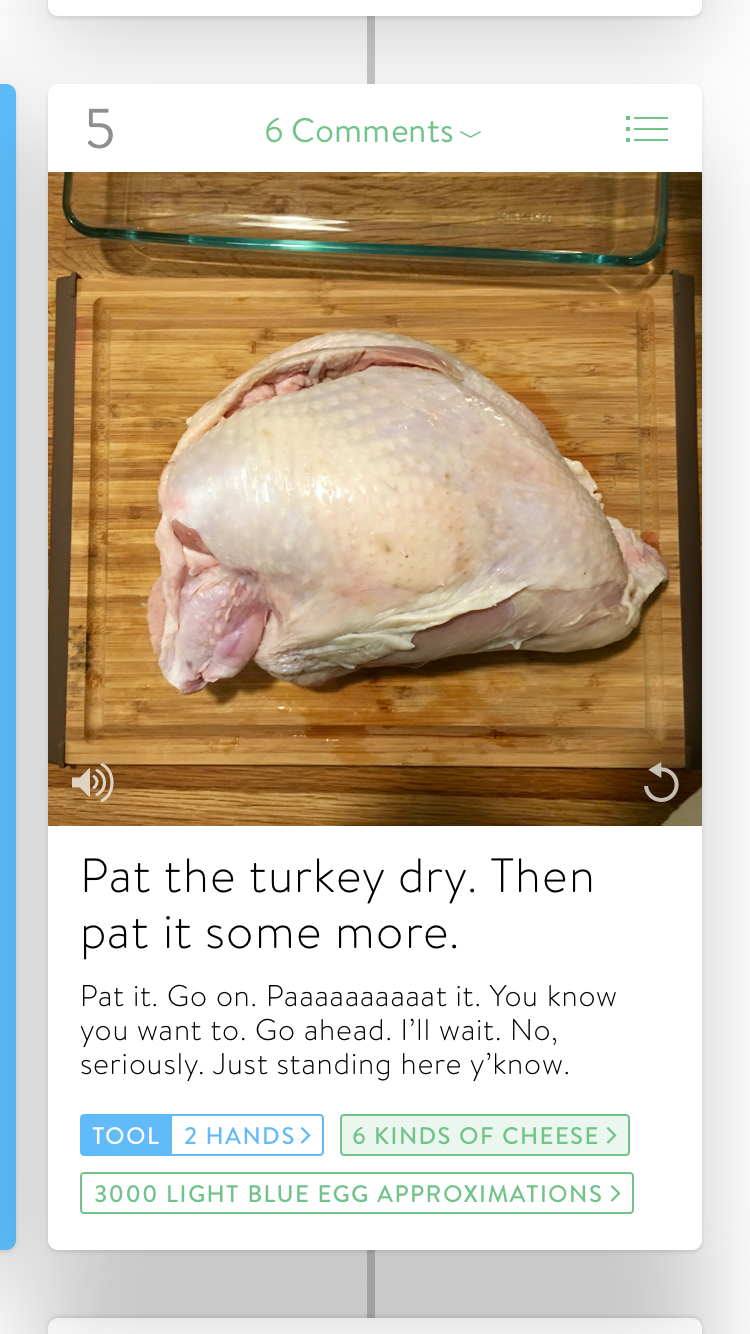 5
6 Comments
Pat the turkey dry. Then
pat it some more.
Pat it. Go on. Paaaaaaaaaat it. You know
you want to. Go ahead. I’ll wait. No,
seriously. Just standing here y’know.
TOOL 2 HANDS
6 KINDS OF CHEESE
3000 LIGHT BLUE EGG APPROXIMATIONS